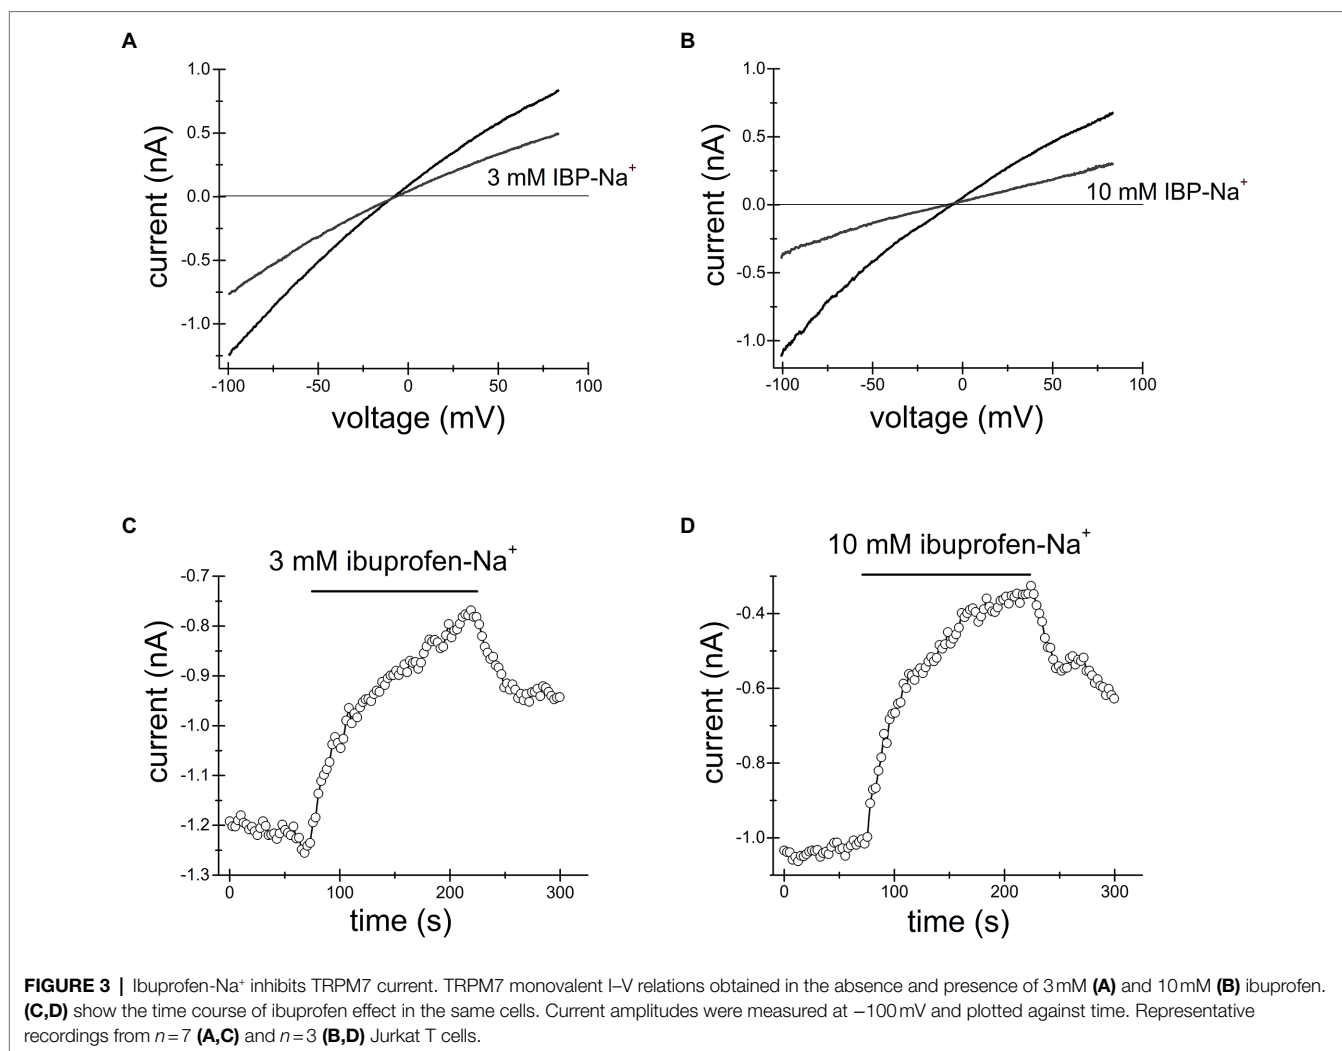 A
1.0
0.5
0.0
-0.5
-1.0
current (nA)
3 mM IBP-Na+
-100 -50 0 50 100
voltage (mV)
B
1.0
0.5
0.0
-0.5
-1.0
current (nA)
10 mM IBP-Na+
-100 -50 0 50 100
voltage (mV)
C
3 mM ibuprofen-Na+
-0.7
-0.8
-0.9
-1.0
-1.1
-1.2
-1.3
current (nA)
0 100 200 300
time (s)
D
10 mM ibuprofen-Na+
-0.4
-0.6
-0.8
-1.0
current (nA)
0 100 200 300
time (s)
FIGURE 3 | Ibuprofen-Na+ inhibits TRPM7 current. TRPM7 monovalent I–V relations obtained in the absence and presence of 3 mM (A) and 10 mM (B) ibuprofen.
(C,D) show the time course of ibuprofen effect in the same cells. Current amplitudes were measured at −100 mV and plotted against time. Representative
recordings from n = 7 (A,C) and n = 3 (B,D) Jurkat T cells.